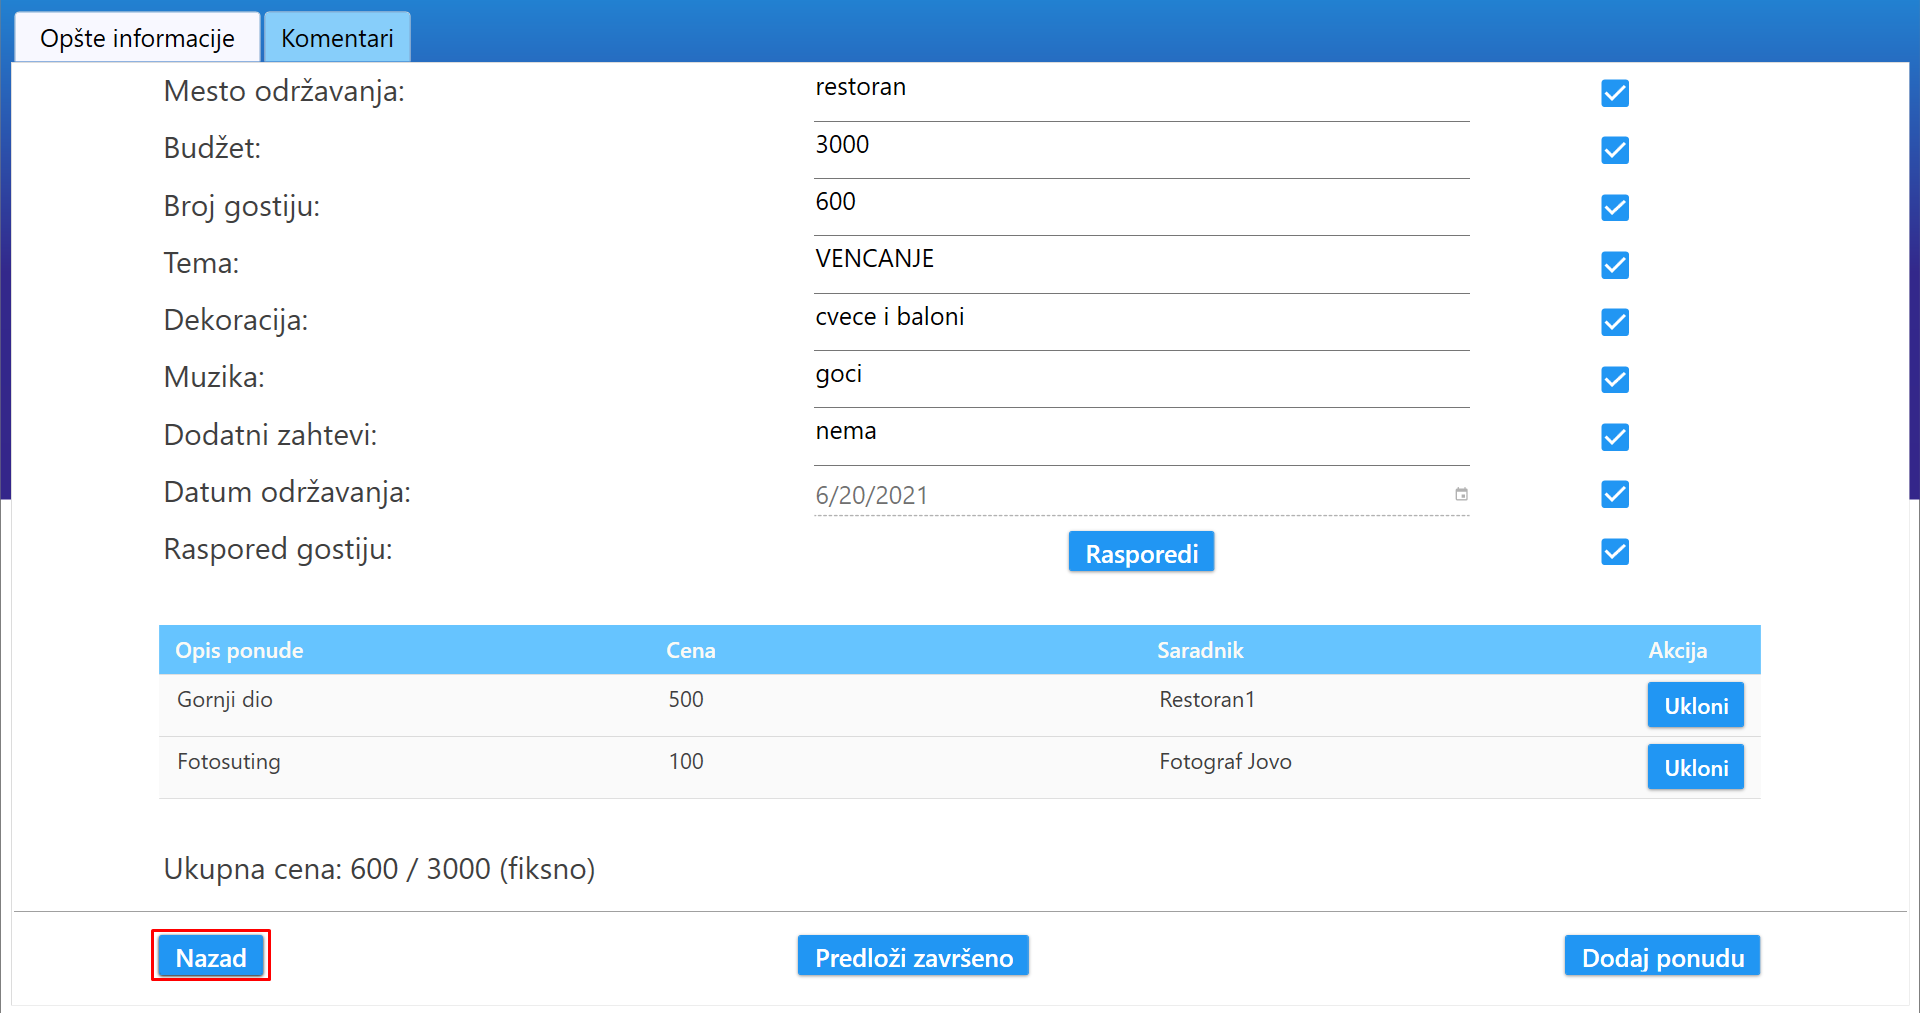 Opšte informacije Komentari
Mesto održavanja: restoran
Budžet: 3000
Broj gostiju: 600
Tema: VENCANJE
Dekoracija: cvece i baloni
Muzika: goci
Dodatni zahtevi: nema
Datum održavanja: 6/20/2021
Raspored gostiju: Rasporedi
Opis ponude Cena Saradnik Akcija
Gornji dio 500 Restoran1 Ukloni
Fotosuting 100 Fotograf Jovo Ukloni
Ukupna cena: 600 / 3000 (fiksno)
Nazad Predloži završeno Dodaj ponudu